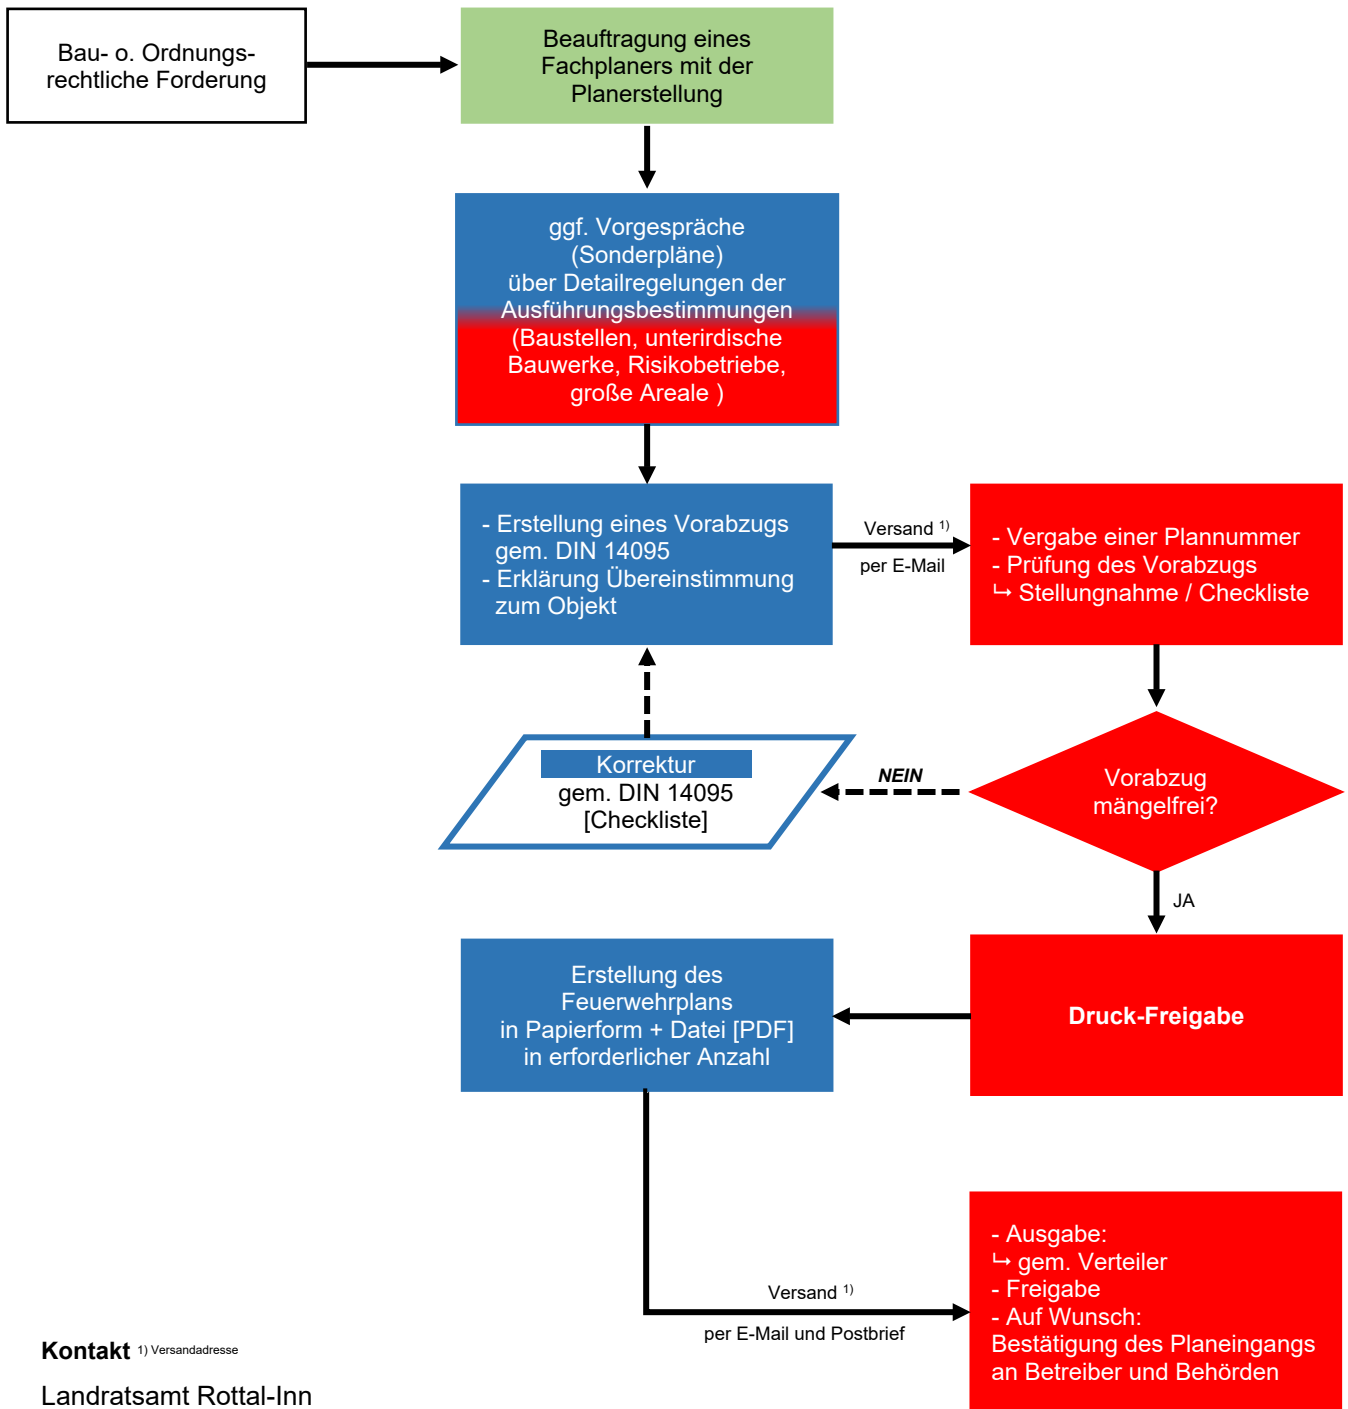 Bau- o. Ordnungs-
rechtliche Forderung
Beauftragung eines
Fachplaners mit der
Planerstellung
ggf. Vorgespräche
(Sonderpläne)
über Detailregelungen der
Ausführungsbestimmungen
(Baustellen, unterirdische
Bauwerke, Risikobetriebe,
große Areale )
- Erstellung eines Vorabzugs
gem. DIN 14095
- Erklärung Übereinstimmung
zum Objekt
Versand 1)
per E-Mail
- Vergabe einer Plannummer
- Prüfung des Vorabzugs
↳ Stellungnahme / Checkliste
Vorabzug
mängelfrei?
NEIN
Korrektur
gem. DIN 14095
[Checkliste]
JA
Druck-Freigabe
Erstellung des
Feuerwehrplans
in Papierform + Datei [PDF]
in erforderlicher Anzahl
Versand 1)
per E-Mail und Postbrief
- Ausgabe:
↳ gem. Verteiler
- Freigabe
- Auf Wunsch:
Bestätigung des Planeingangs
an Betreiber und Behörden
Kontakt 1) Versandadresse
Landratsamt Rottal-Inn